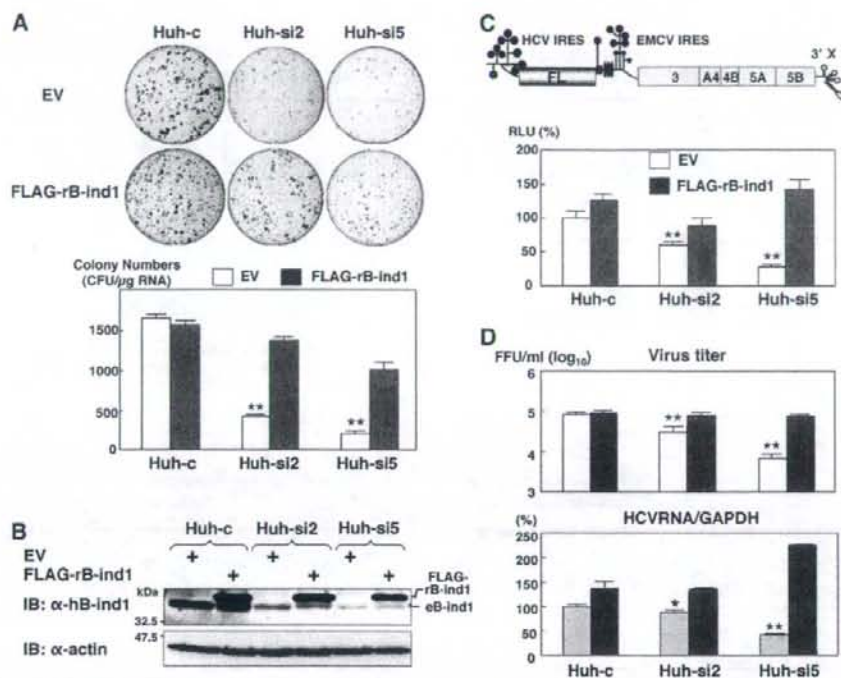 A
Huh-c Huh-si2 Huh-si5
EV
FLAG-rB-ind1
Colony Numbers
(CFU/μg RNA)
EV FLAG-rB-ind1
1500
1000
500
0
** **
Huh-c Huh-si2 Huh-si5
B
Huh-c Huh-si2 Huh-si5
EV + + +
FLAG-rB-ind1 + + +
kDa
FLAG-
rB-ind1
IB: α-hB-ind1
eB-ind1
32.5
47.5
IB: α-actin
C
HCV IRES EMCV IRES
3' X
FL 3 A4 4B 5A 5B
RLU (%)
200
150
100
50
0
EV
FLAG-rB-ind1
** **
Huh-c Huh-si2 Huh-si5
D
FFU/ml (log10) Virus titer
6
5
4
3
** **
(%) HCVRNA/GAPDH
250
200
150
100
50
0
* **
Huh-c Huh-si2 Huh-si5